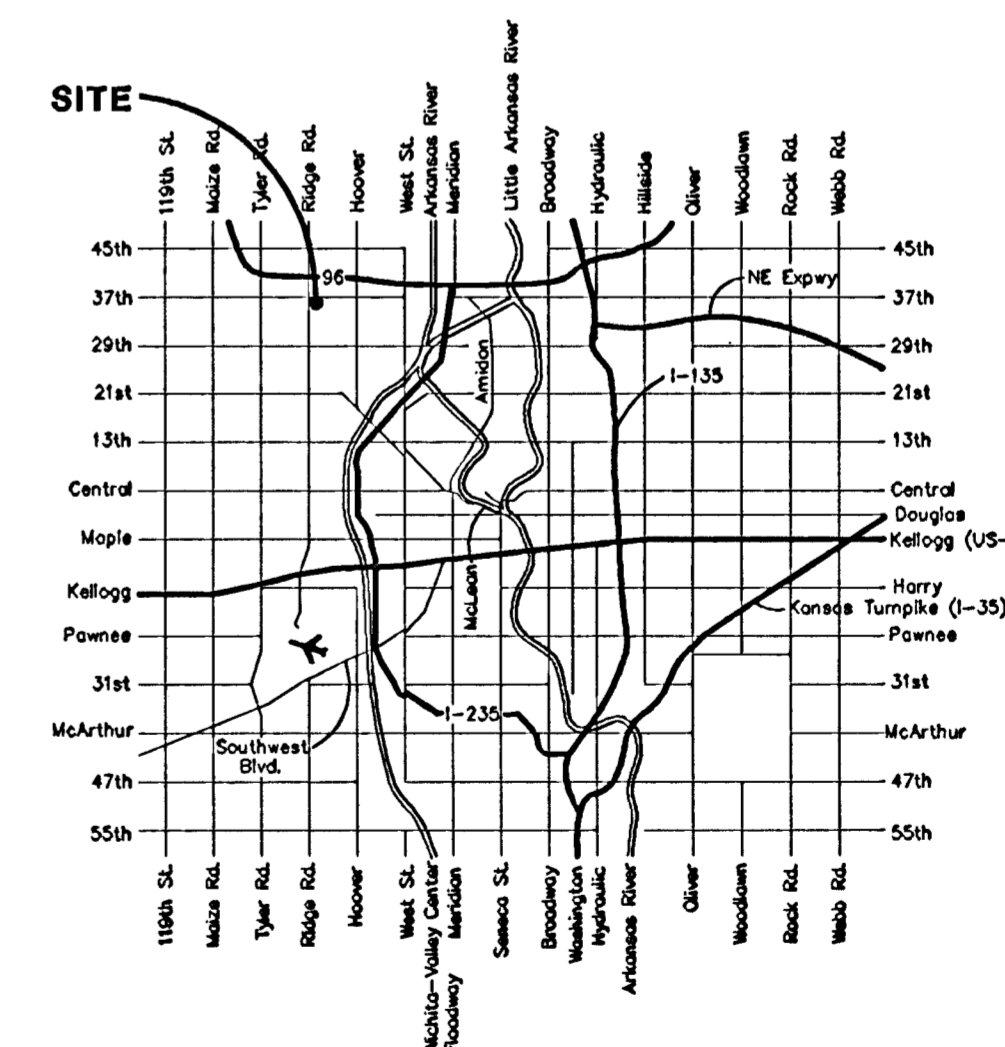 SITE
119th St.
Maize Rd.
Tyler Rd.
Ridge Rd.
Hoover
West St.
Arkansas River
Meridian
Little Arkansas River
Broadway
Hydraulic
Hillside
Oliver
Woodlawn
Rock Rd.
Webb Rd.
45th
45th
96
NE Expwy
37th
37th
29th
29th
Amidon
I-135
21st
21st
13th
13th
Central
Central
Douglas
Maple
Kellogg (US-
Kellogg
McLean
Harry
Kansas Turnpike (I-35)
Pawnee
Pawnee
31st
31st
I-235
McArthur
McArthur
Southwest
Blvd.
47th
47th
55th
55th
119th St.
Maize Rd.
Tyler Rd.
Ridge Rd.
Hoover
West St.
Wichita-Valley Center
Floodway
Meridian
Seneca St.
Broadway
Washington
Hydraulic
Arkansas River
Oliver
Woodlawn
Rock Rd.
Webb Rd.